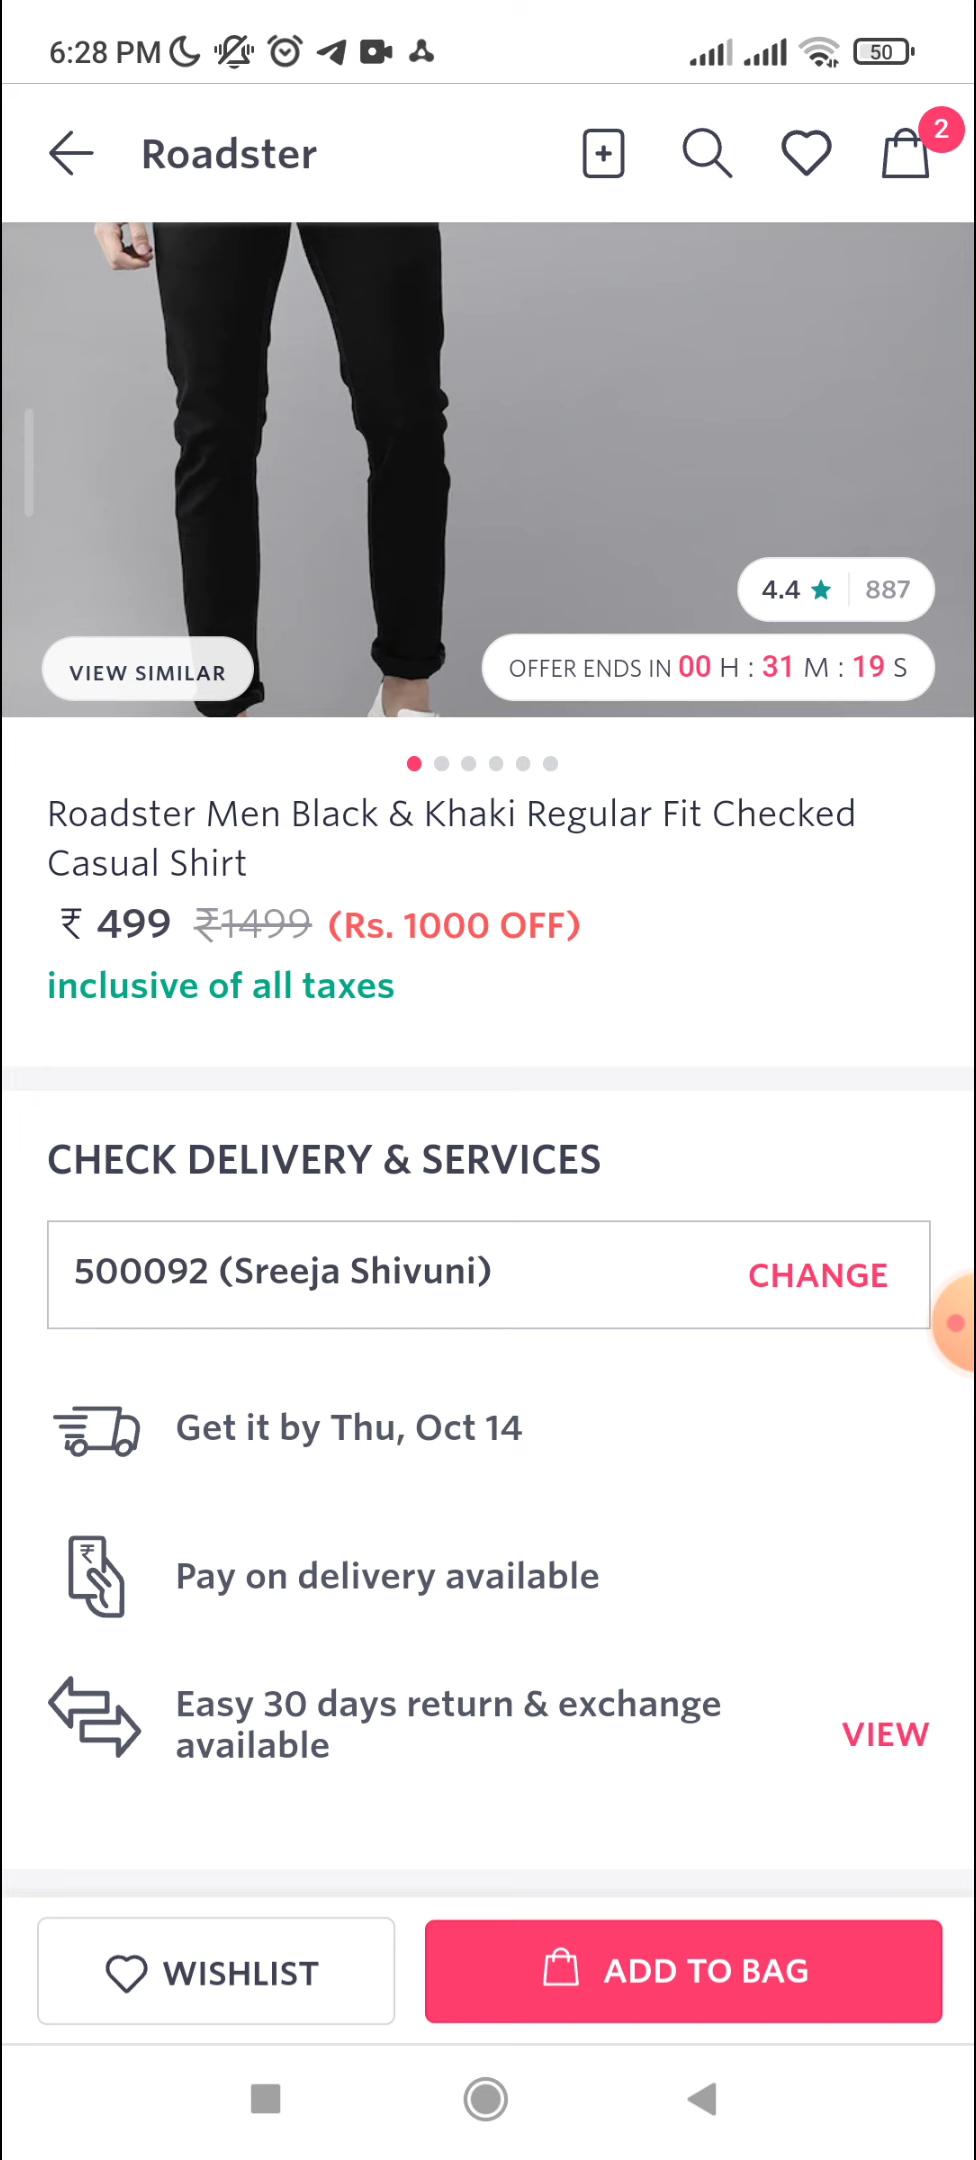 6:28 PM
50
Roadster
2
4.4 887
VIEW SIMILAR
OFFER ENDS IN 00 H : 31 M : 19 S
Roadster Men Black & Khaki Regular Fit Checked
Casual Shirt
₹ 499 ₹1499 (Rs. 1000 OFF)
inclusive of all taxes
CHECK DELIVERY & SERVICES
500092 (Sreeja Shivuni)
CHANGE
Get it by Thu, Oct 14
₹
Pay on delivery available
Easy 30 days return & exchange
available
VIEW
WISHLIST
ADD TO BAG